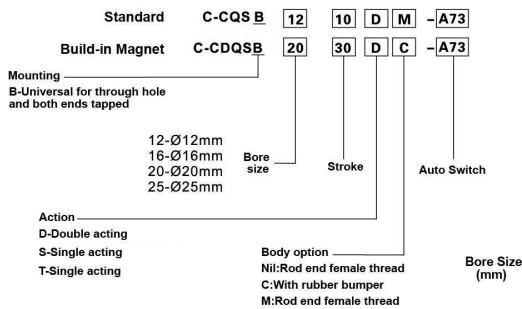 Standard C-CQS B 12 10 D M -A73
Build-in Magnet C-CDQSB 20 30 D C -A73
Mounting
B-Universal for through hole
and both ends tapped
12-Ø12mm
16-Ø16mm
20-Ø20mm
25-Ø25mm
Bore
size
Stroke
Auto Switch
Action
D-Double acting
S-Single acting
T-Single acting
Body option
Nil:Rod end female thread
C:With rubber bumper
M:Rod end female thread
Bore Size
(mm)